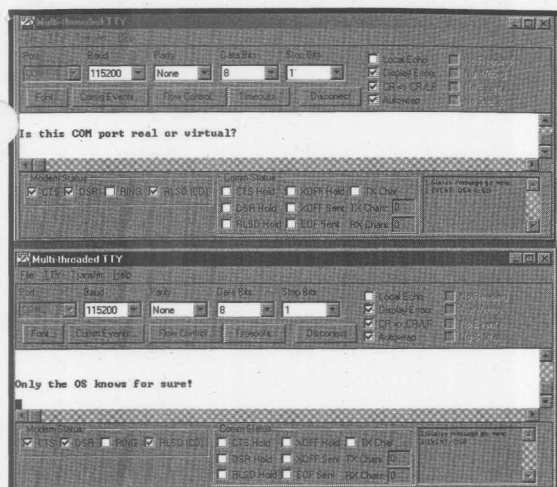 Multi-threaded TTY
Port Baud Parity Data Bits Stop Bits
115200 None 8 1
Local Echo
Display Errors
CR => CR/LF
Autowrap
Font... Comm Events... Flow Control... Timeouts... Disconnect
Is this COM port real or virtual?
Modem Status
CTS DSR RING RLSD (CD)
Comm Status
CTS Hold XOFF Hold TX Char
DSR Hold XOFF Sent TX Chars: 0
RLSD Hold EOF Sent RX Chars: 0
Multi-threaded TTY
File TTY Transfer Help
Port Baud Parity Data Bits Stop Bits
115200 None 8 1
Local Echo
Display Errors
CR => CR/LF
Autowrap
Font... Comm Events... Flow Control... Timeouts... Disconnect
Only the OS knows for sure!
Modem Status
CTS DSR RING RLSD (CD)
Comm Status
CTS Hold XOFF Hold TX Char
DSR Hold XOFF Sent TX Chars: 0
RLSD Hold EOF Sent RX Chars: 0